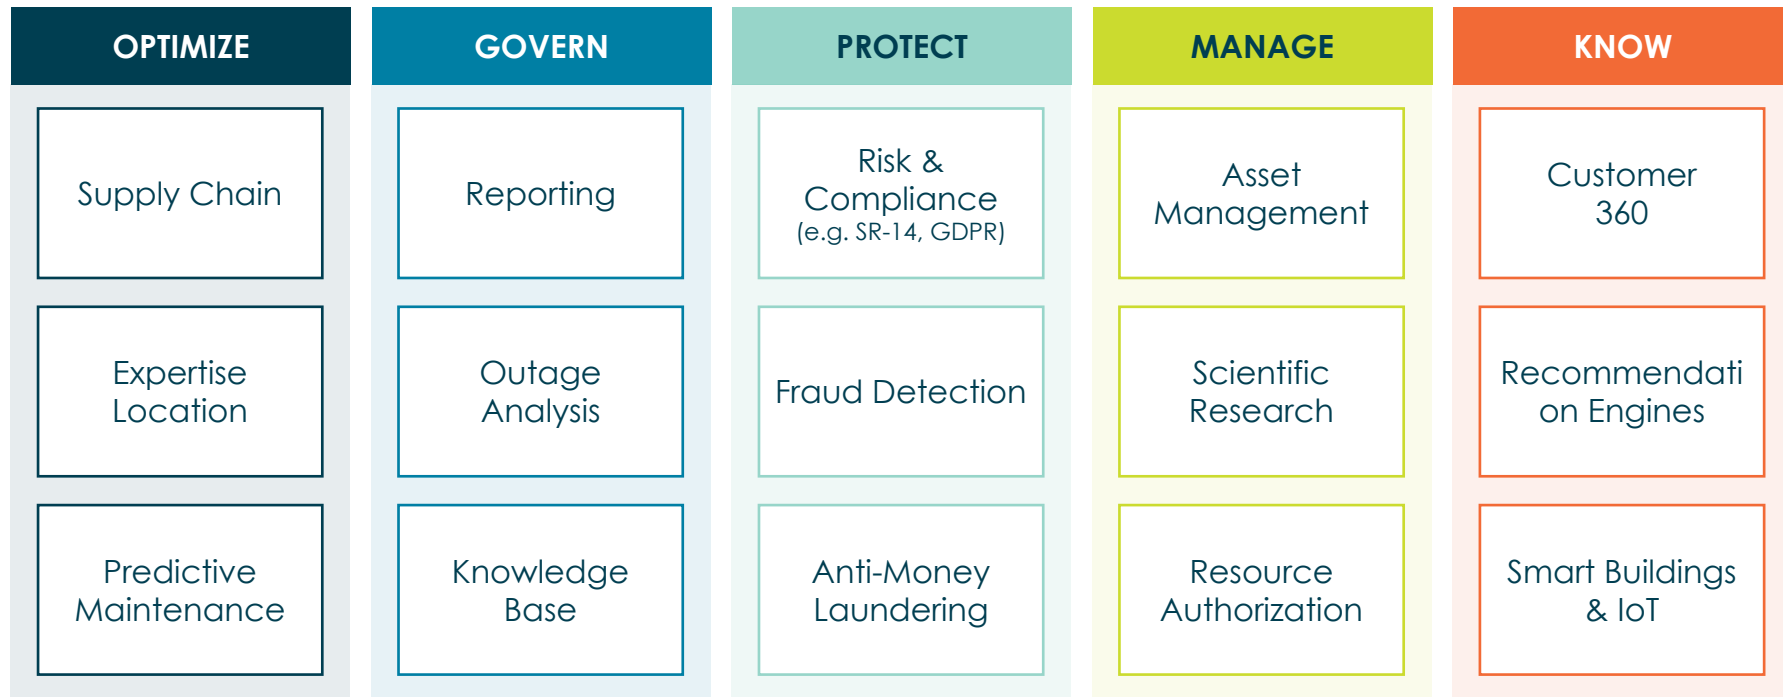 OPTIMIZE
Supply Chain
Expertise
Location
Predictive
Maintenance
GOVERN
Reporting
Outage
Analysis
Knowledge
Base
PROTECT
Risk &
Compliance
(e.g. SR-14, GDPR)
Fraud Detection
Anti-Money
Laundering
MANAGE
Asset
Management
Scientific
Research
Resource
Authorization
KNOW
Customer
360
Recommendati
on Engines
Smart Buildings
& IoT